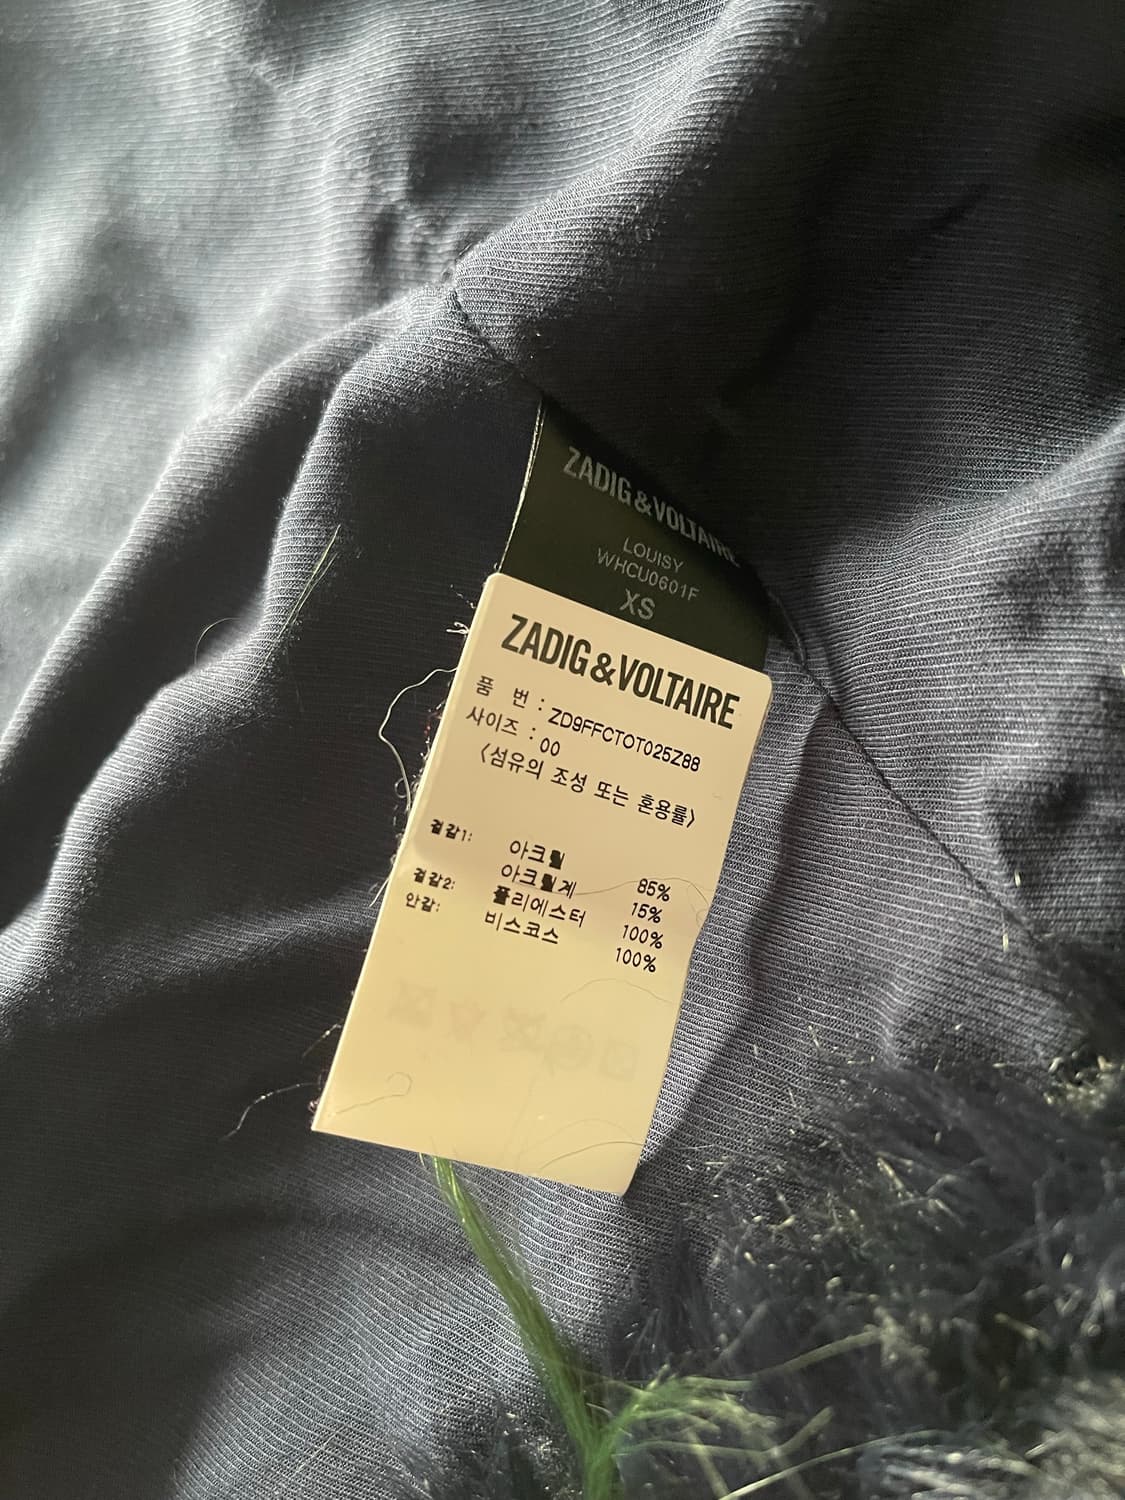 ZADIG&VOLTAIRE
LOUISY
WHCU0601F
XS
ZADIG&VOLTAIRE
품 번 : ZD9FFCTOT025Z88
사이즈 : 00
<섬유의 조성 또는 혼용률>
겉감1: 아크릴 85%
아크릴계 15%
겉감2: 폴리에스터 100%
안감: 비스코스 100%